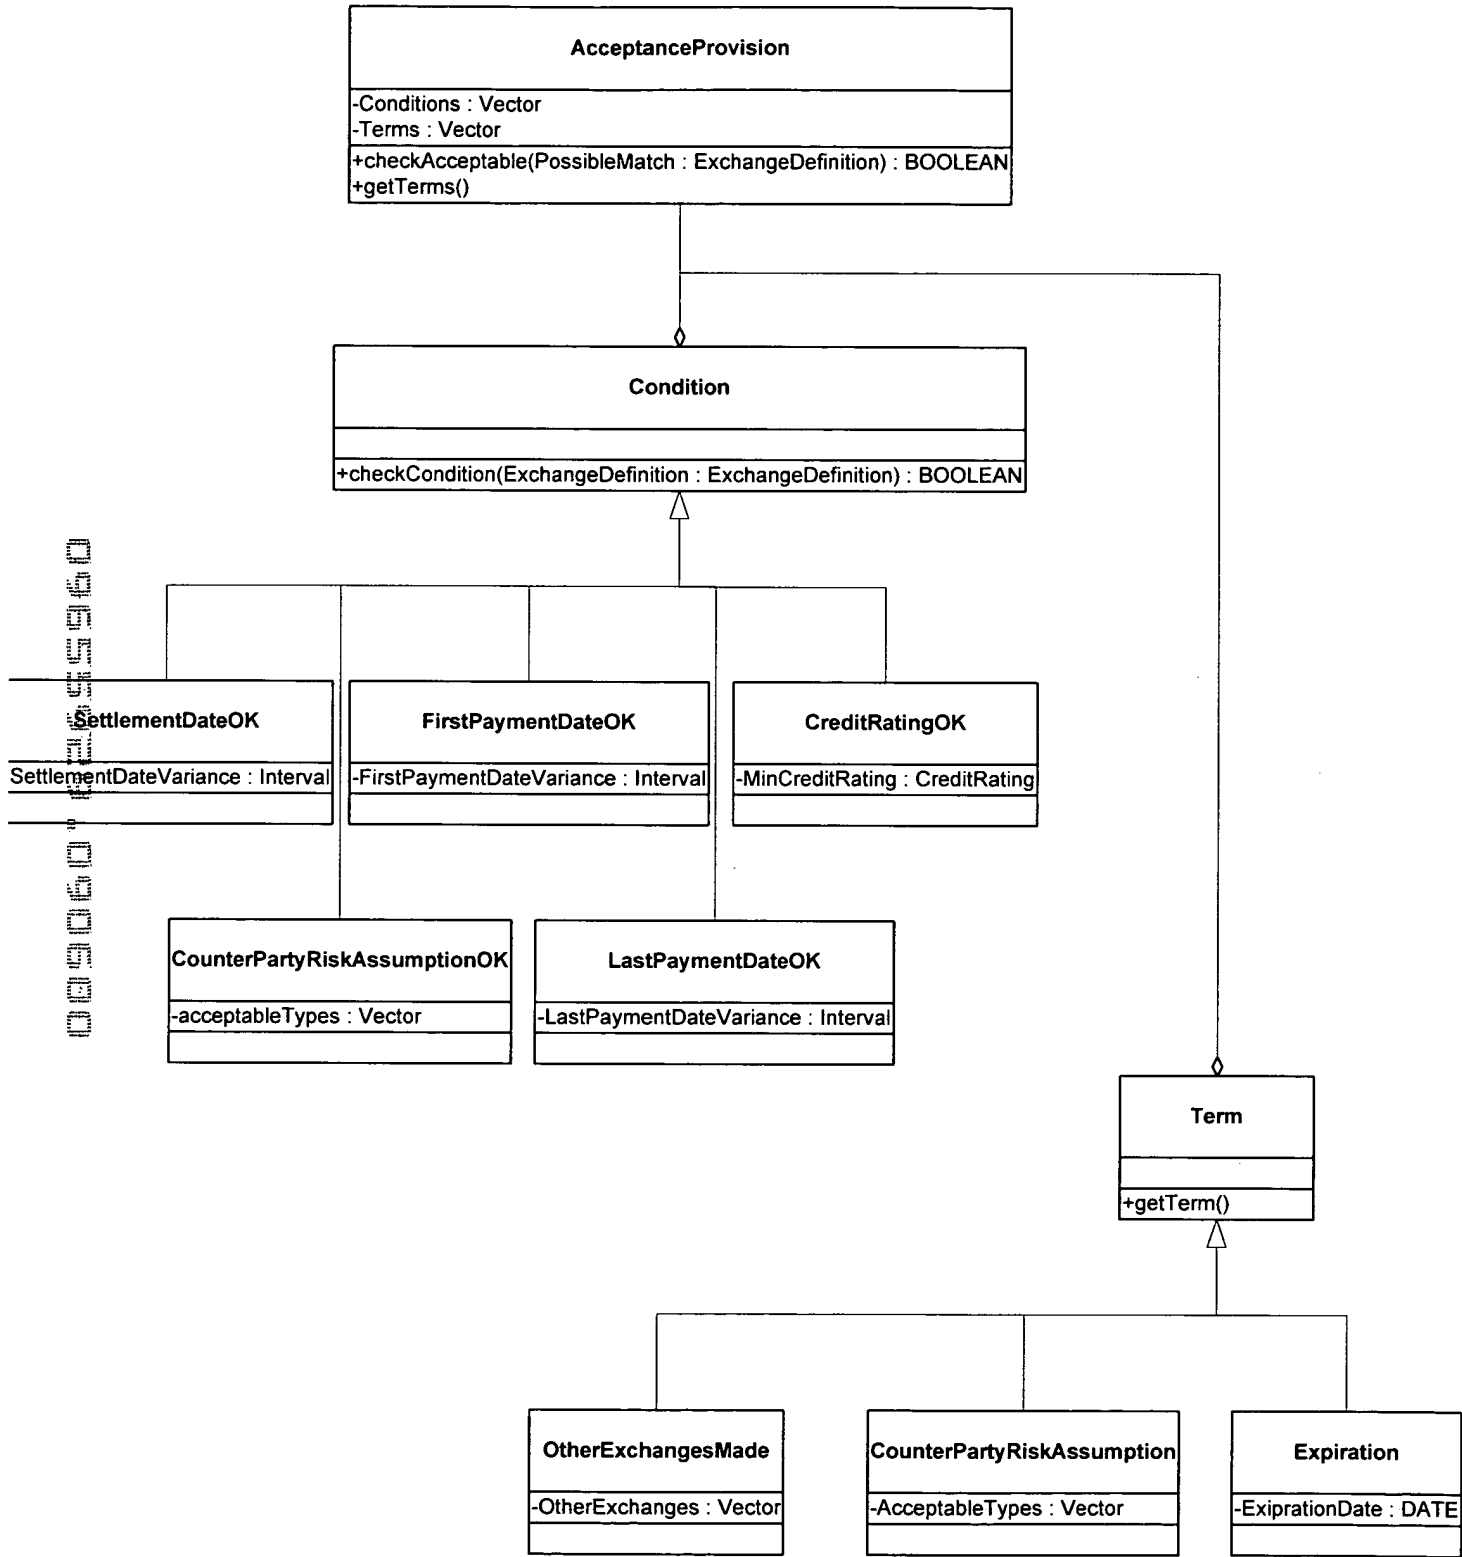 AcceptanceProvision
-Conditions : Vector
-Terms : Vector
+checkAcceptable(PossibleMatch : ExchangeDefinition) : BOOLEAN
+getTerms()
Condition
+checkCondition(ExchangeDefinition : ExchangeDefinition) : BOOLEAN
SettlementDateOK
SettlementDateVariance : Interval
FirstPaymentDateOK
-FirstPaymentDateVariance : Interval
CreditRatingOK
-MinCreditRating : CreditRating
CounterPartyRiskAssumptionOK
-acceptableTypes : Vector
LastPaymentDateOK
-LastPaymentDateVariance : Interval
Term
+getTerm()
OtherExchangesMade
-OtherExchanges : Vector
CounterPartyRiskAssumption
-AcceptableTypes : Vector
Expiration
-ExiprationDate : DATE